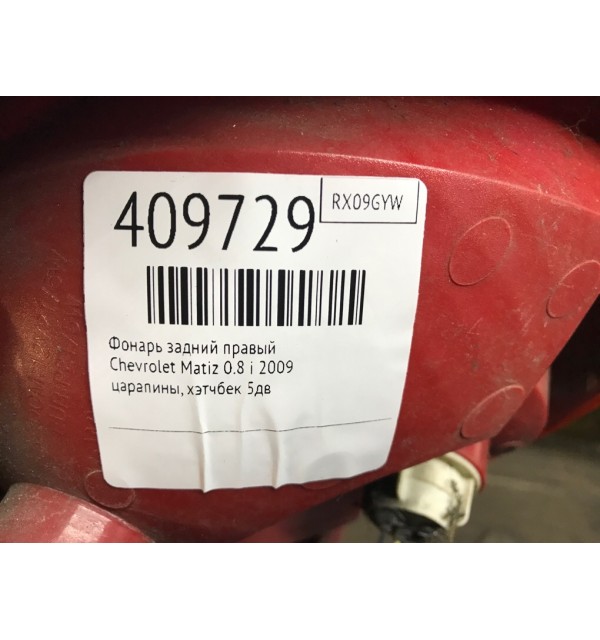 409729
RX09GYW
Фонарь задний правый
Chevrolet Matiz 0.8 i 2009
царапины, хэтчбек 5дв